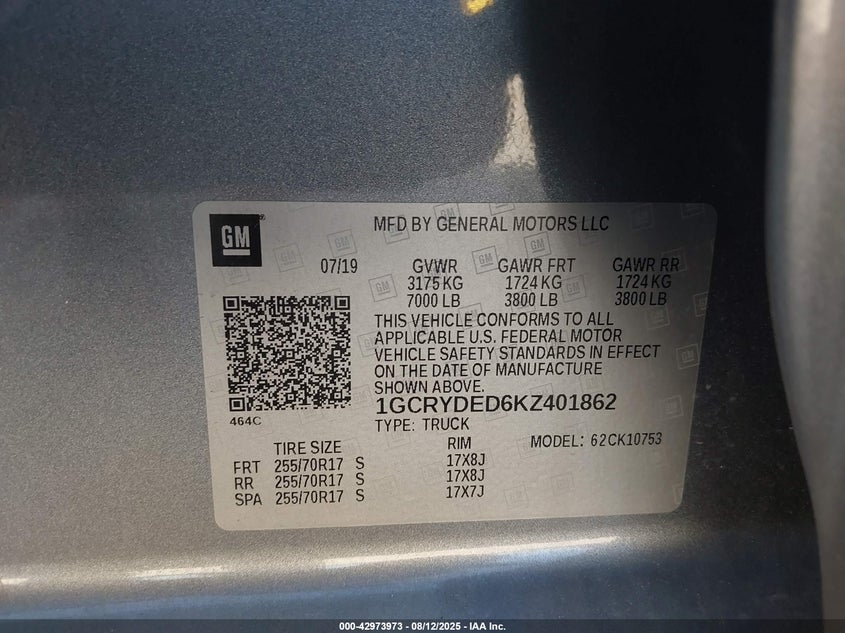 GM
MFD BY GENERAL MOTORS LLC
07/19 GVWR GAWR FRT GAWR RR
3175 KG 1724 KG 1724 KG
7000 LB 3800 LB 3800 LB
THIS VEHICLE CONFORMS TO ALL
APPLICABLE U.S. FEDERAL MOTOR
VEHICLE SAFETY STANDARDS IN EFFECT
ON THE DATE OF MANUFACTURE
SHOWN ABOVE.
464C
1GCRYDED6KZ401862
TYPE: TRUCK
TIRE SIZE RIM MODEL: 62CK10753
FRT 255/70R17 S 17X8J
RR 255/70R17 S 17X8J
SPA 255/70R17 S 17X7J
000-42973973 - 08/12/2025 - IAA Inc.